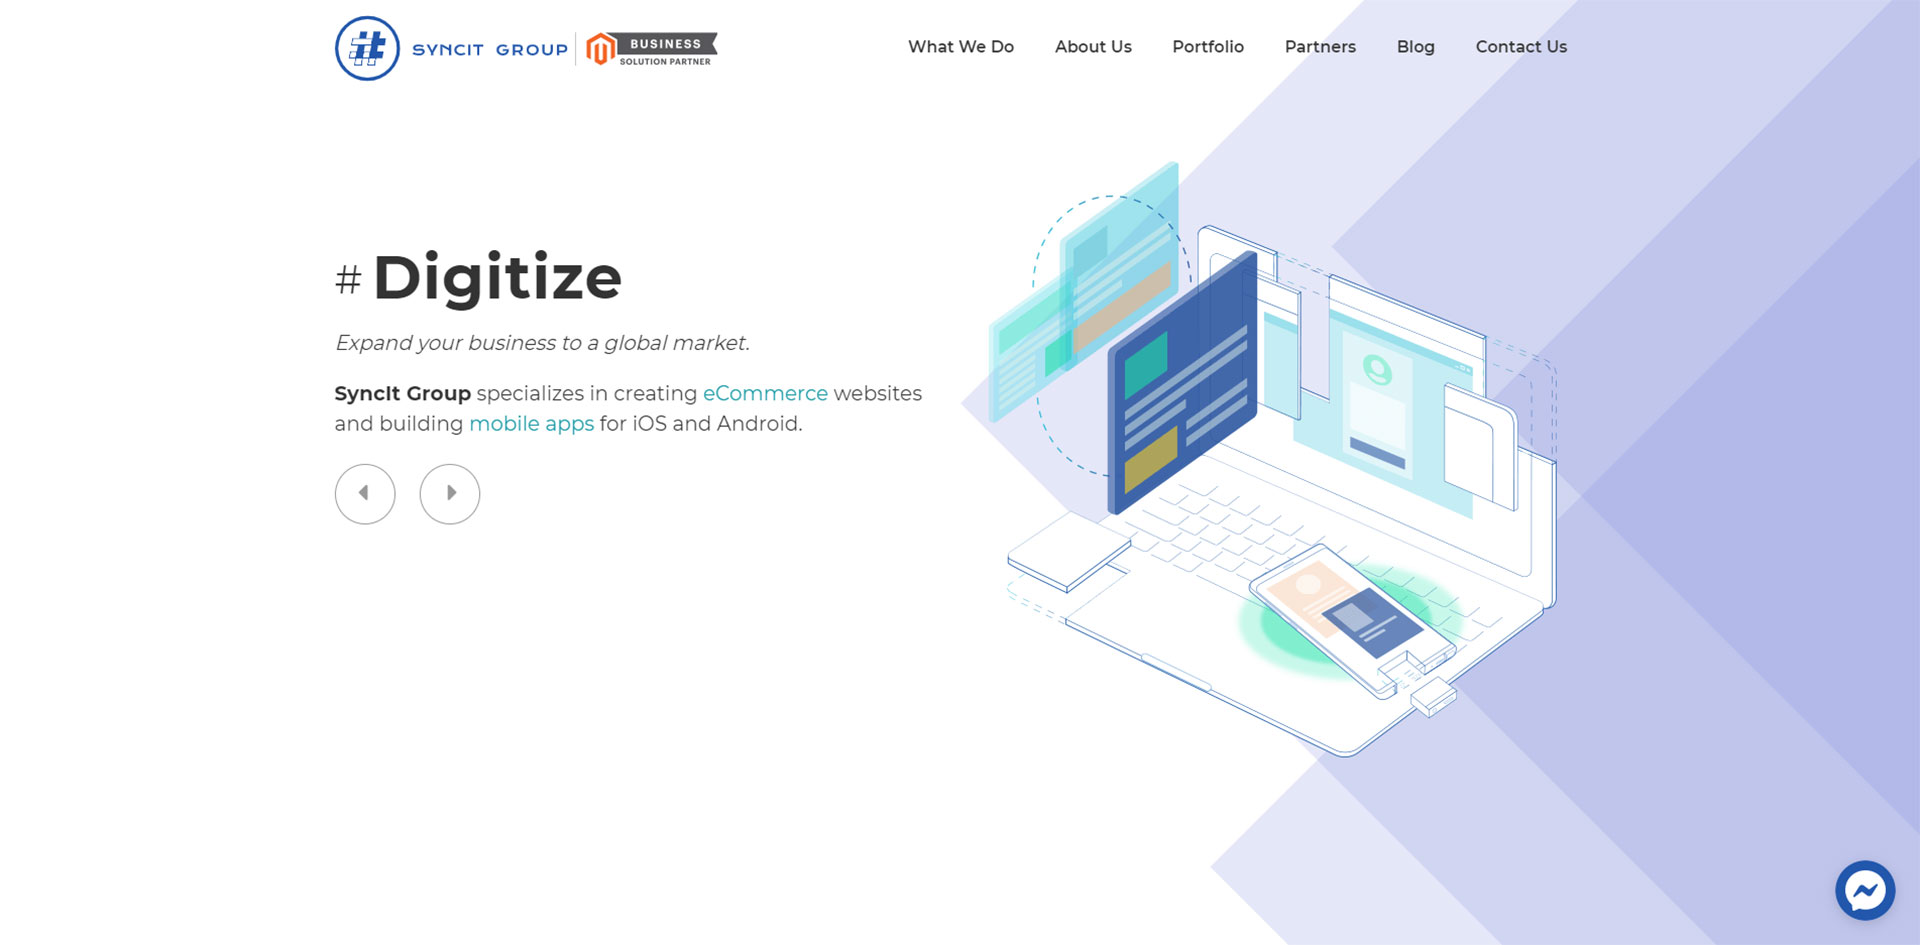 SYNCIT GROUP
BUSINESS
SOLUTION PARTNER
What We Do
About Us
Portfolio
Partners
Blog
Contact Us
# Digitize
Expand your business to a global market.
SyncIt Group specializes in creating eCommerce websites
and building mobile apps for iOS and Android.